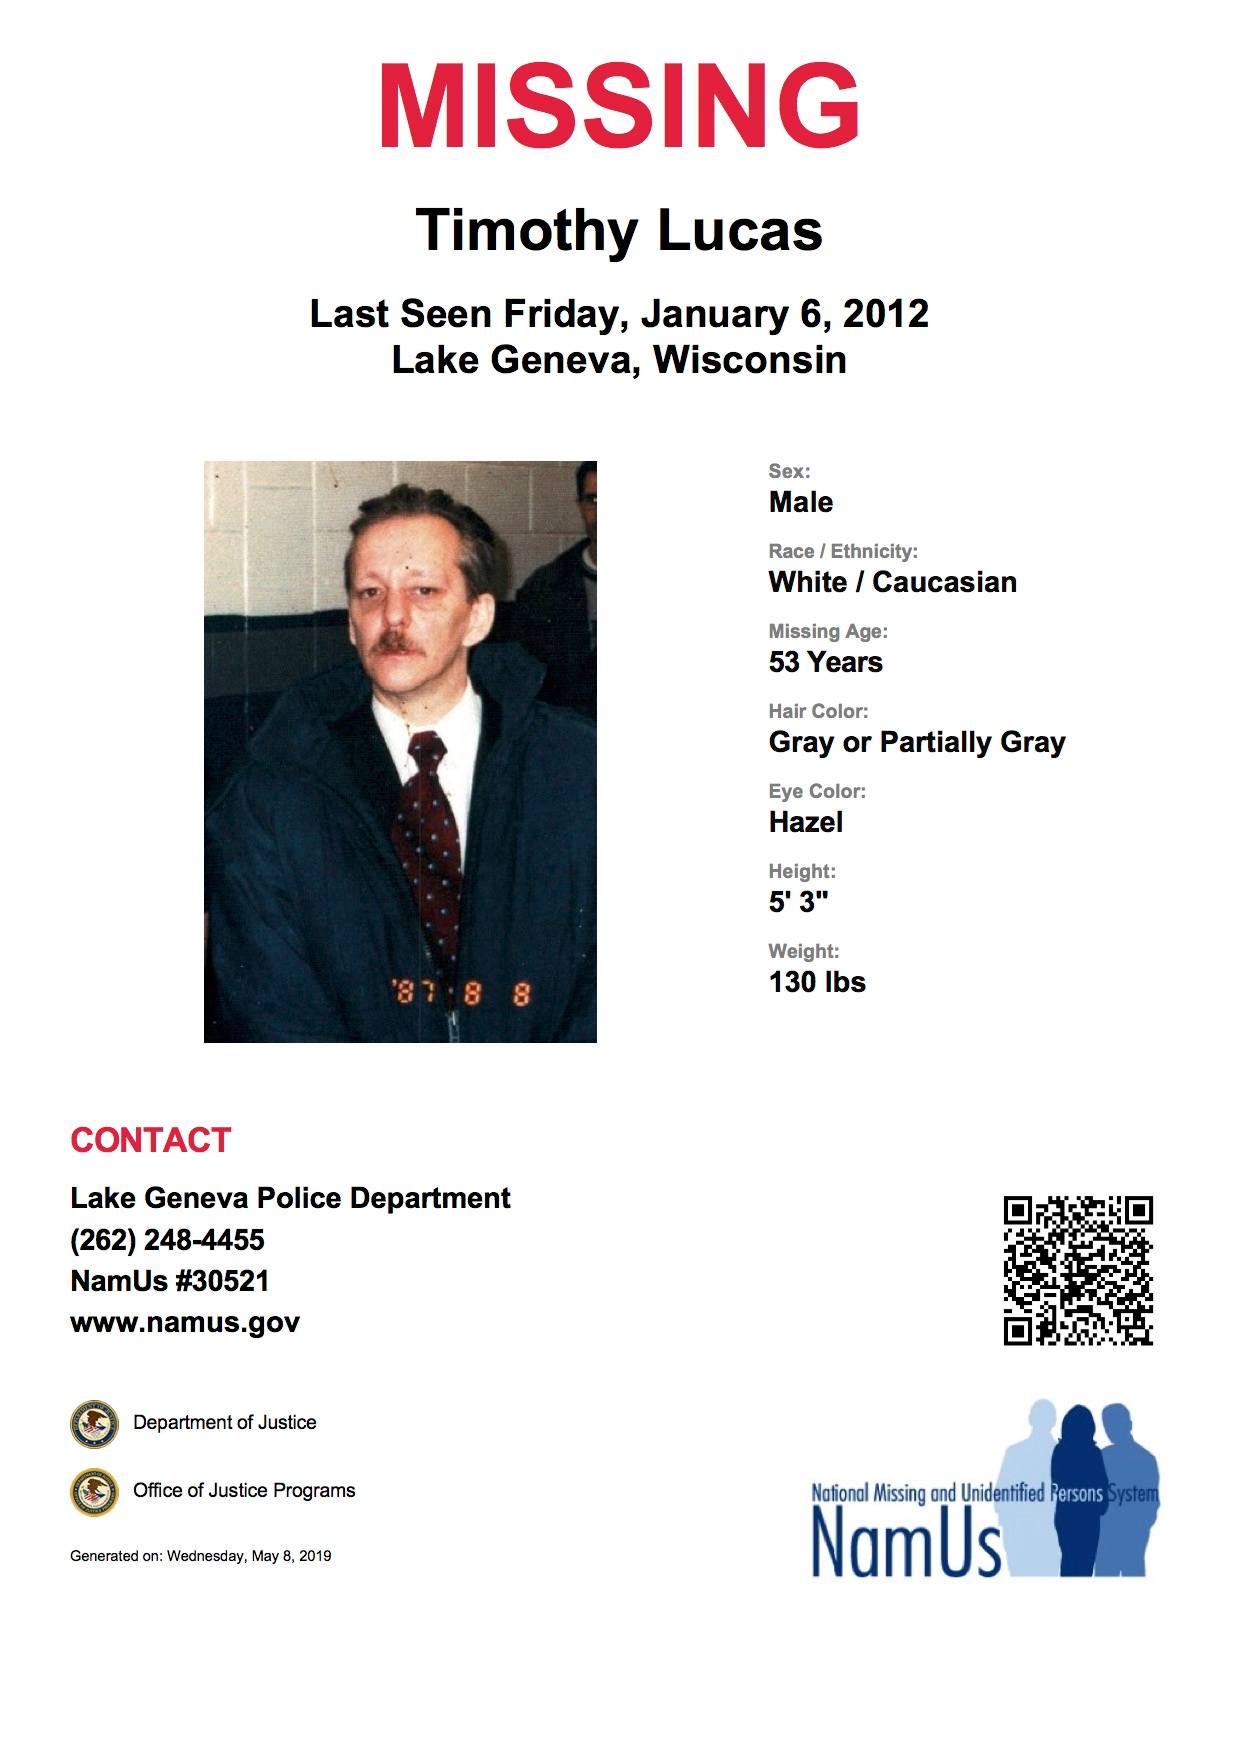 MISSING
Timothy Lucas
Last Seen Friday, January 6, 2012
Lake Geneva, Wisconsin
Sex:
Male
Race / Ethnicity:
White / Caucasian
Missing Age:
53 Years
Hair Color:
Gray or Partially Gray
Eye Color:
Hazel
Height:
5' 3"
Weight:
130 lbs
'87 8 8
CONTACT
Lake Geneva Police Department
(262) 248-4455
NamUs #30521
www.namus.gov
Department of Justice
Office of Justice Programs
Generated on: Wednesday, May 8, 2019
National Missing and Unidentified Persons System
NamUs